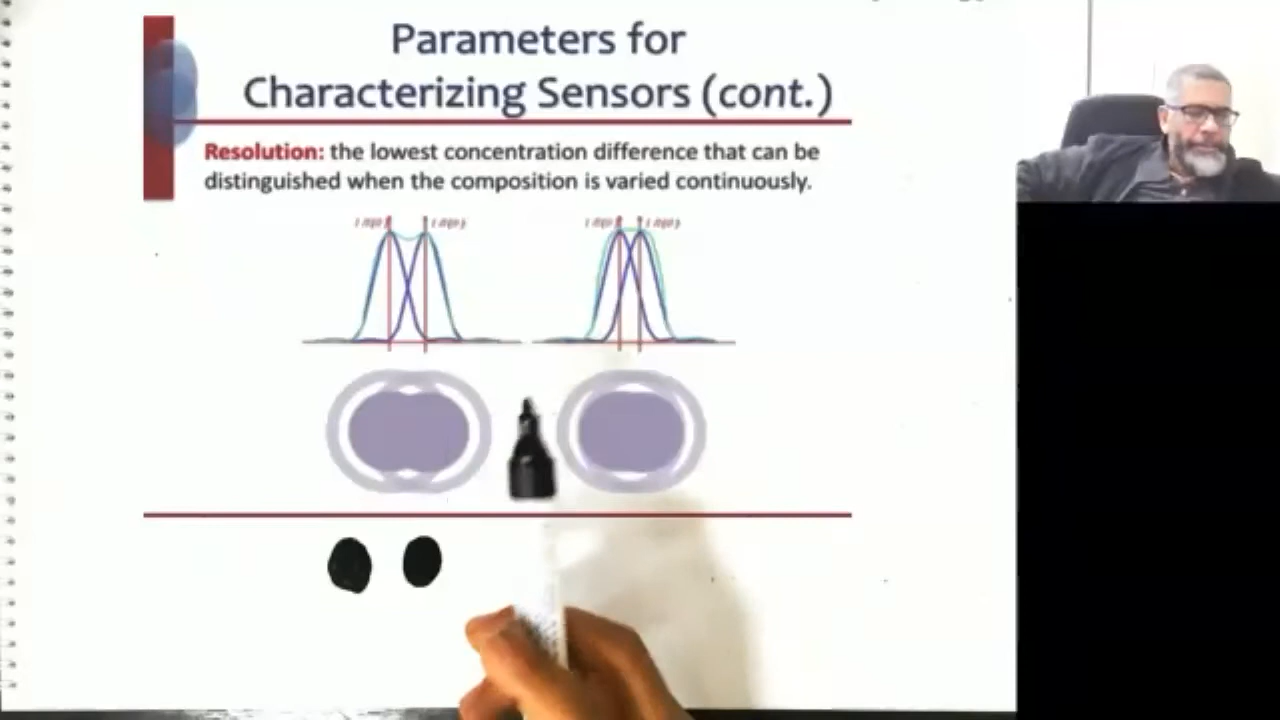 Parameters for
Characterizing Sensors (cont.)
Resolution: the lowest concentration difference that can be
distinguished when the composition is varied continuously.